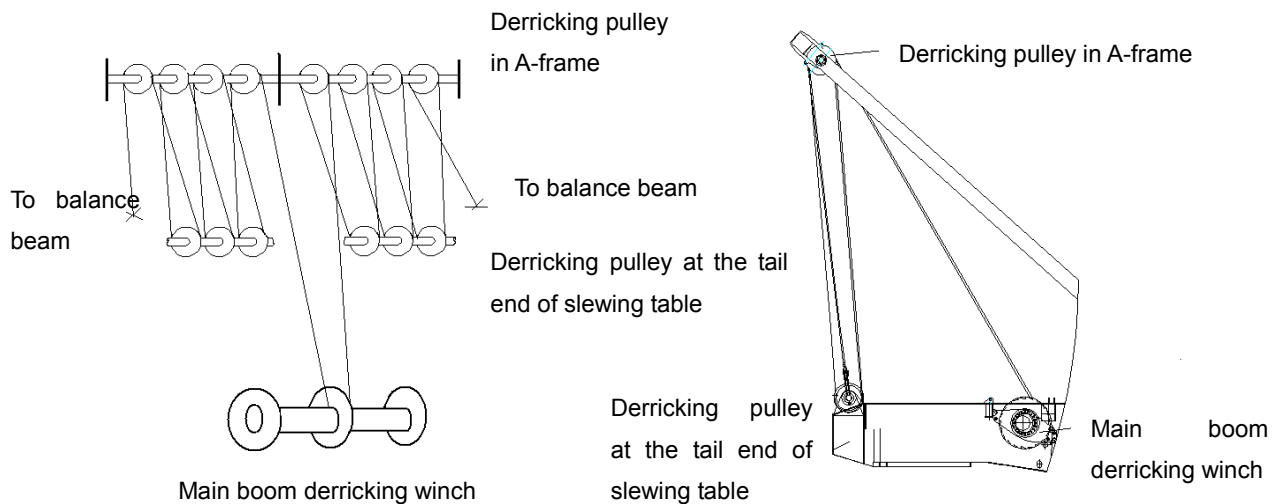 Derricking pulley
in A-frame
To balance
beam
To balance beam
Derricking pulley at the tail
end of slewing table
Main boom derricking winch
Derricking pulley in A-frame
Derricking pulley
at the tail end of
slewing table
Main boom
derricking winch